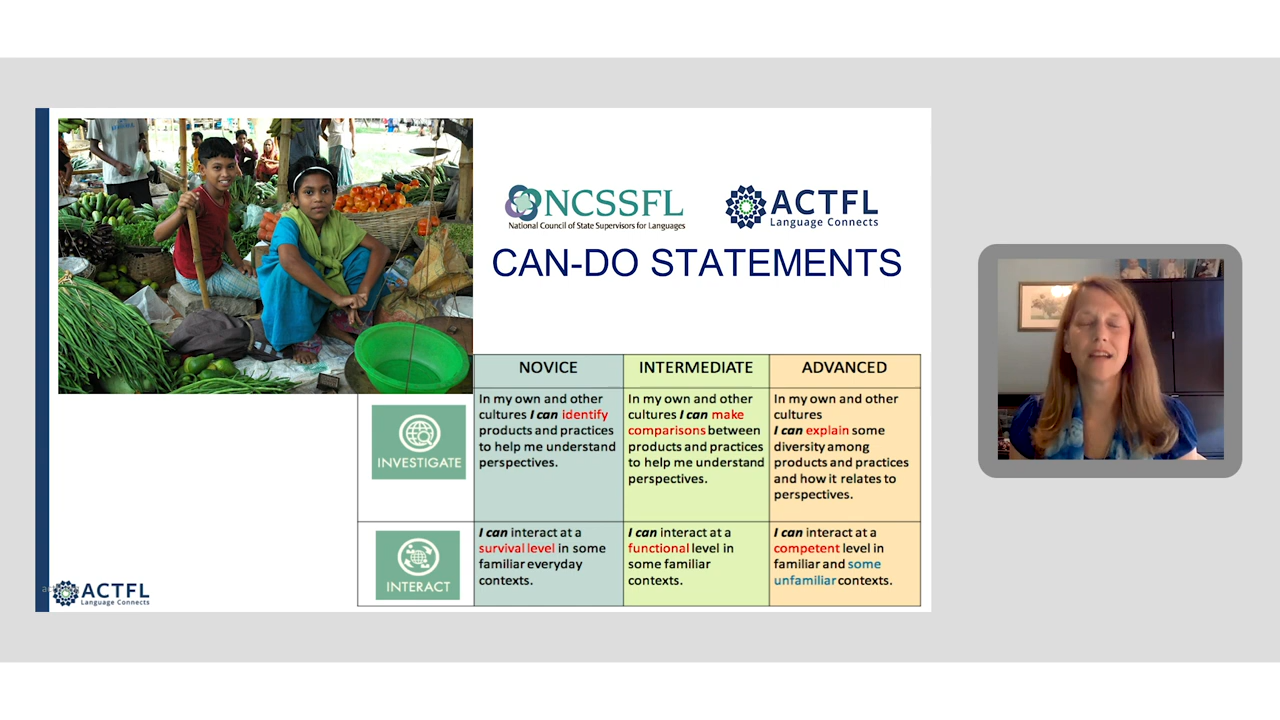 NCSSFL
National Council of State Supervisors for Languages
ACTFL
Language Connects
CAN-DO STATEMENTS
NOVICE
INTERMEDIATE
ADVANCED
INVESTIGATE
In my own and other
cultures I can identify
products and practices
to help me understand
perspectives.
In my own and other
cultures I can make
comparisons between
products and practices
to help me understand
perspectives.
In my own and other
cultures
I can explain some
diversity among
products and practices
and how it relates to
perspectives.
INTERACT
I can interact at a
survival level in some
familiar everyday
contexts.
I can interact at a
functional level in
some familiar
contexts.
I can interact at a
competent level in
familiar and some
unfamiliar contexts.
ACTFL
Language Connects